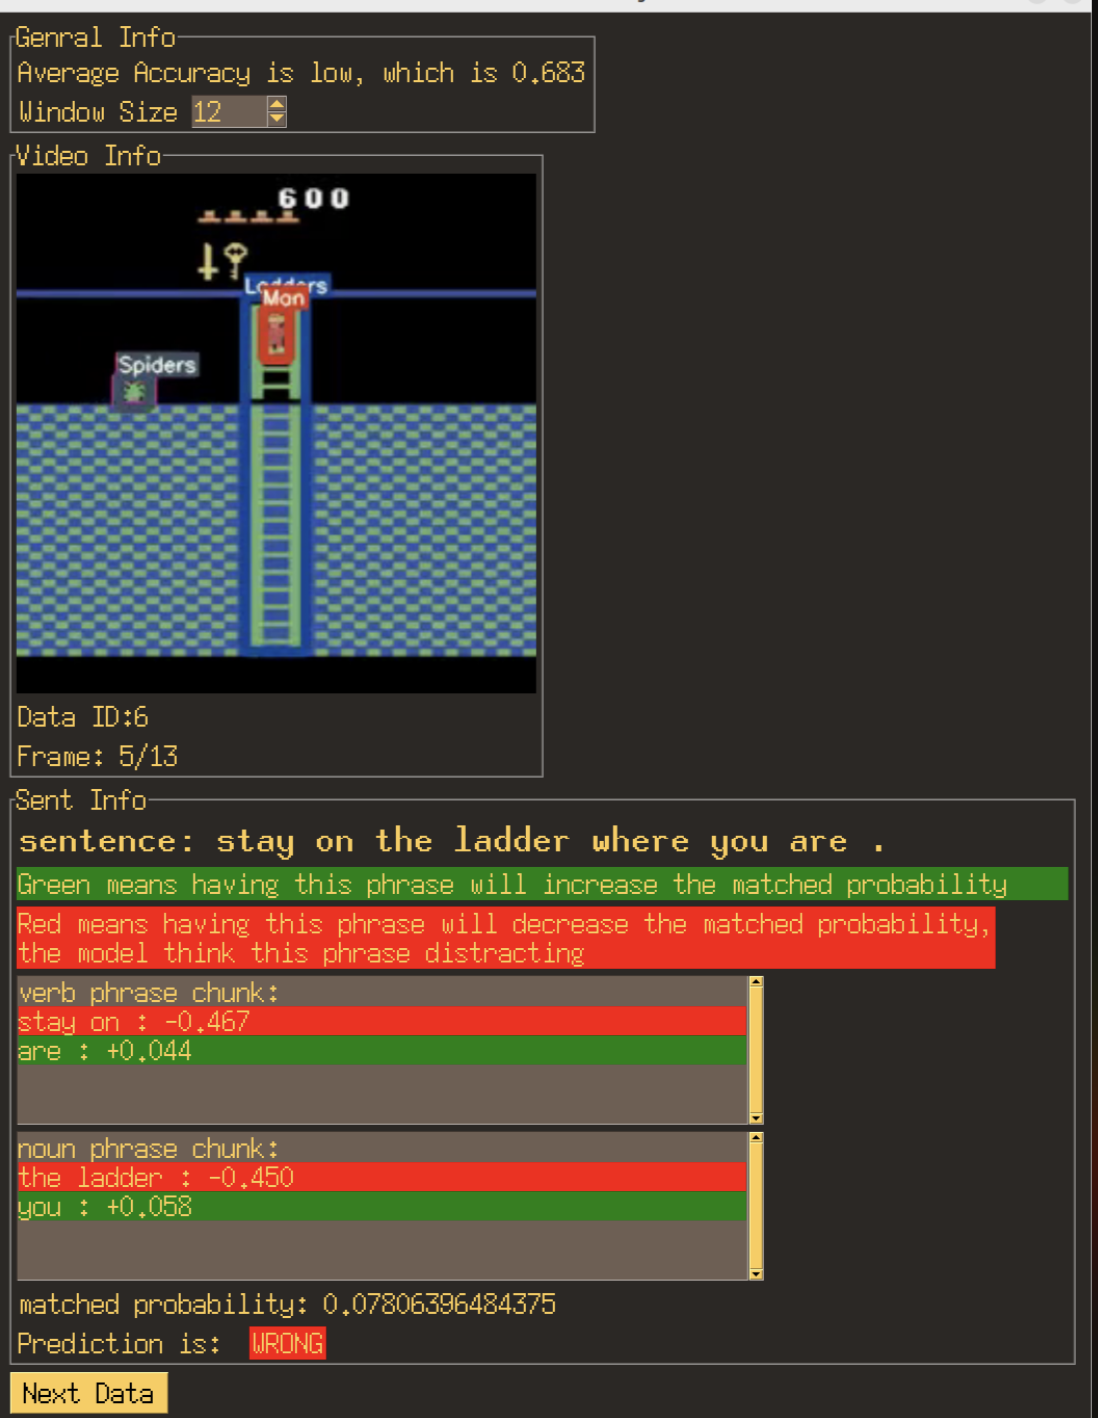 Genral Info
Average Accuracy is low, which is 0.683
Window Size 12
Video Info
600
Ladders
Man
Spiders
Data ID:6
Frame: 5/13
Sent Info
sentence: stay on the ladder where you are .
Green means having this phrase will increase the matched probability
Red means having this phrase will decrease the matched probability,
the model think this phrase distracting
verb phrase chunk:
stay on : -0.467
are : +0.044
noun phrase chunk:
the ladder : -0.450
you : +0.058
matched probability: 0.07806396484375
Prediction is: WRONG
Next Data